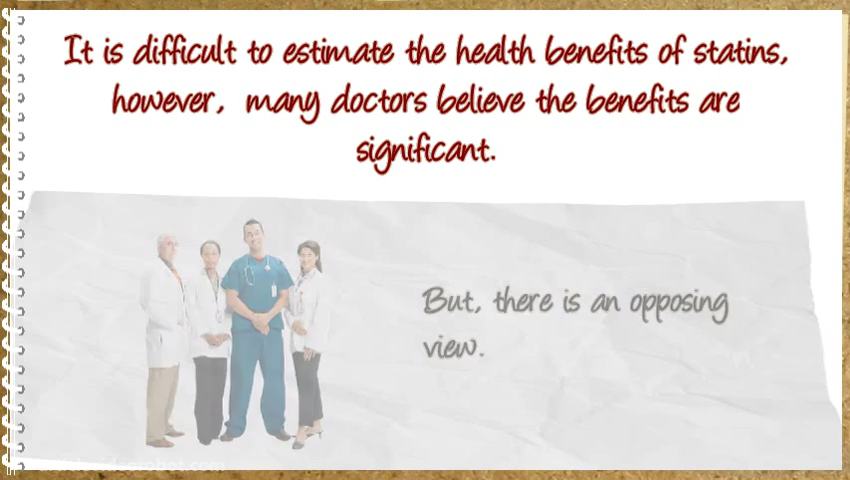 It is difficult to estimate the health benefits of statins,
however, many doctors believe the benefits are
significant.
But, there is an opposing
view.